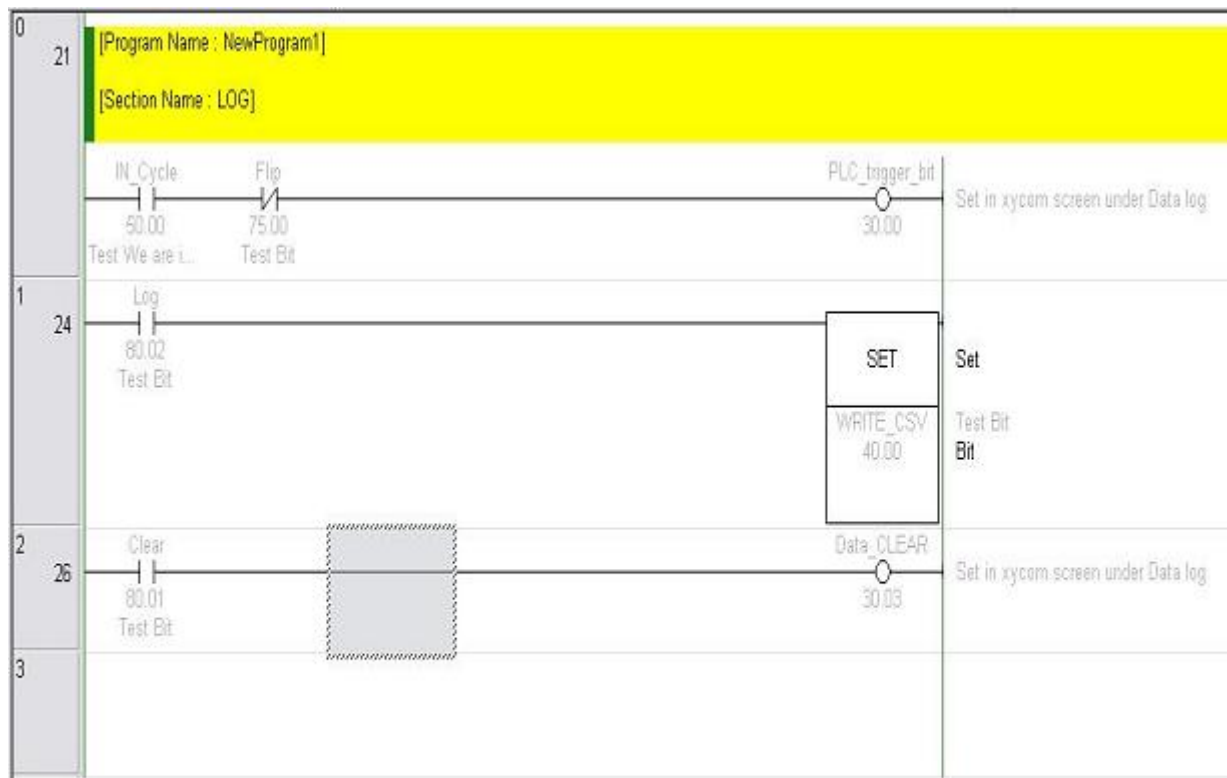 0
21
[Program Name : NewProgram1]
[Section Name : LOG]
IN_Cycle Flip PLC_trigger_bit
Set in xycom screen under Data log
60.00 75.00 30.00
Test We are i... Test Bit
1
24
Log
80.02
Test Bit
SET Set
WRITE_CSV Test Bit
40.00 Bit
2
26
Clear Data_CLEAR
Set in xycom screen under Data log
80.01 30.03
Test Bit
3